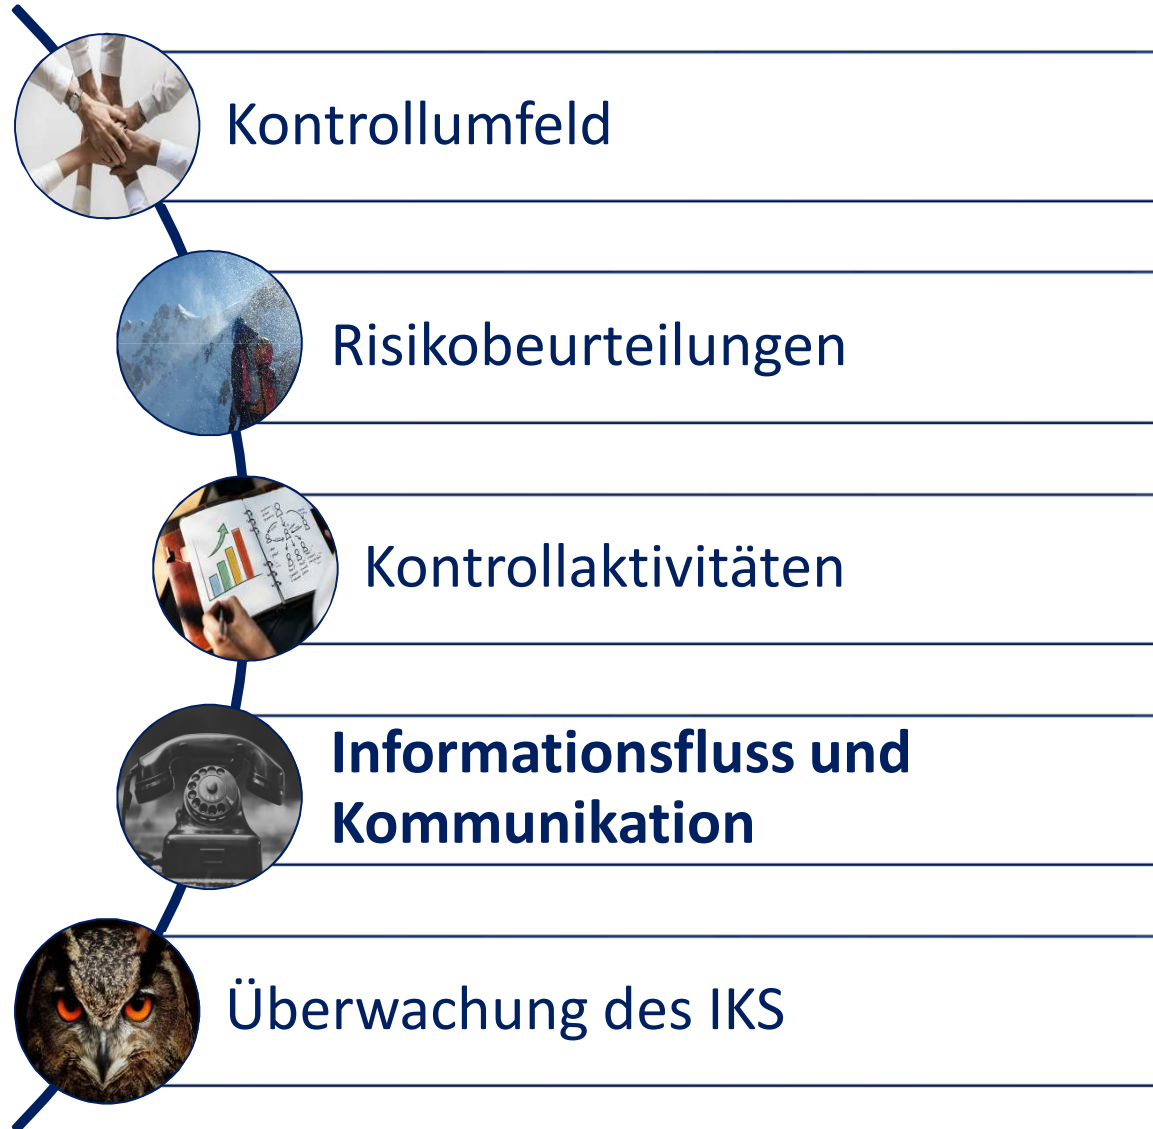 Kontrollumfeld
Risikobeurteilungen
Kontrollaktivitäten
Informationsfluss und
Kommunikation
Überwachung des IKS